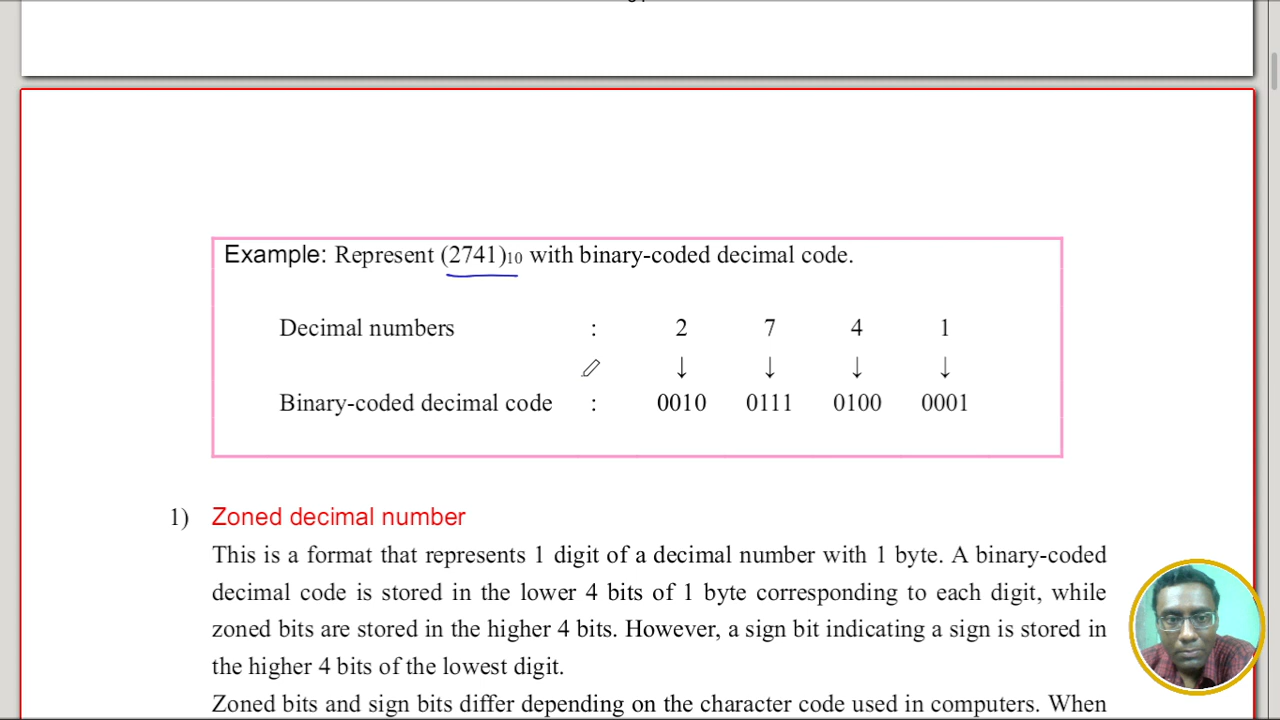 Example: Represent (2741)10 with binary-coded decimal code.
Decimal numbers : 2 7 4 1
↓ ↓ ↓ ↓
Binary-coded decimal code : 0010 0111 0100 0001
1) Zoned decimal number
This is a format that represents 1 digit of a decimal number with 1 byte. A binary-coded
decimal code is stored in the lower 4 bits of 1 byte corresponding to each digit, while
zoned bits are stored in the higher 4 bits. However, a sign bit indicating a sign is stored in
the higher 4 bits of the lowest digit.
Zoned bits and sign bits differ depending on the character code used in computers. When